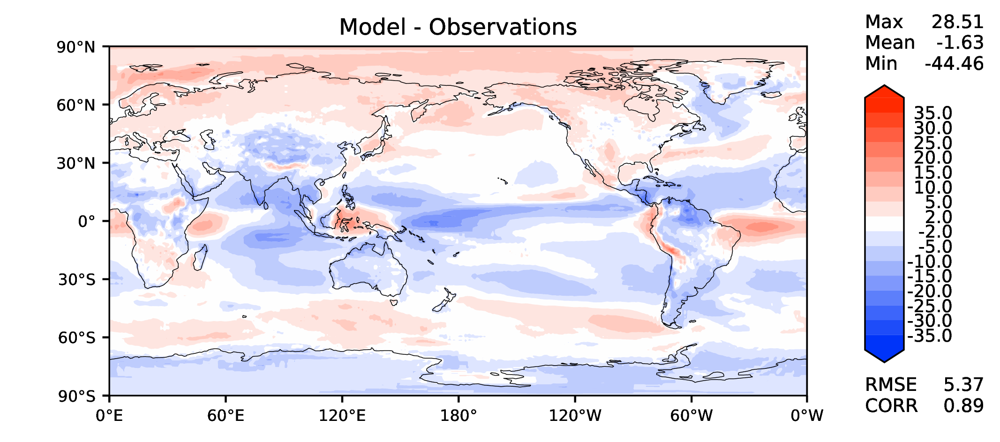 Model - Observations
Max 28.51
Mean -1.63
Min -44.46
90°N
60°N
30°N
0°
30°S
60°S
90°S
0°E 60°E 120°E 180° 120°W 60°W 0°W
35.0
30.0
25.0
20.0
15.0
10.0
5.0
2.0
-2.0
-5.0
-10.0
-15.0
-20.0
-25.0
-30.0
-35.0
RMSE 5.37
CORR 0.89